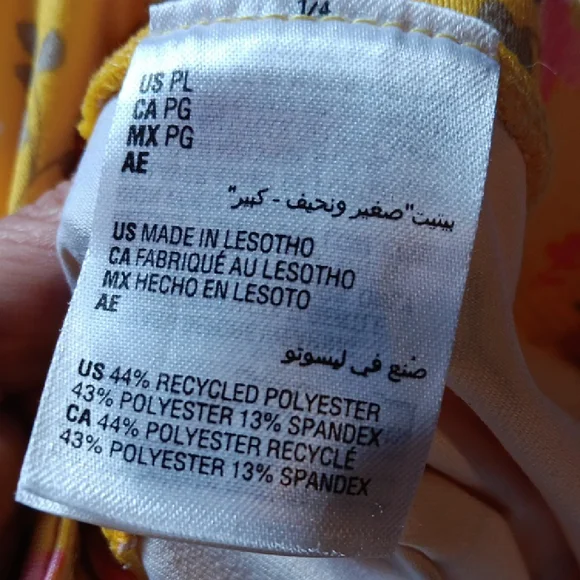 1/4
US PL
CA PG
MX PG
AE
بيتيت "صغير ونحيف - كبير"
US MADE IN LESOTHO
CA FABRIQUÉ AU LESOTHO
MX HECHO EN LESOTO
AE
صنع في ليسوتو
US 44% RECYCLED POLYESTER
43% POLYESTER 13% SPANDEX
CA 44% POLYESTER RECYCLÉ
43% POLYESTER 13% SPANDEX